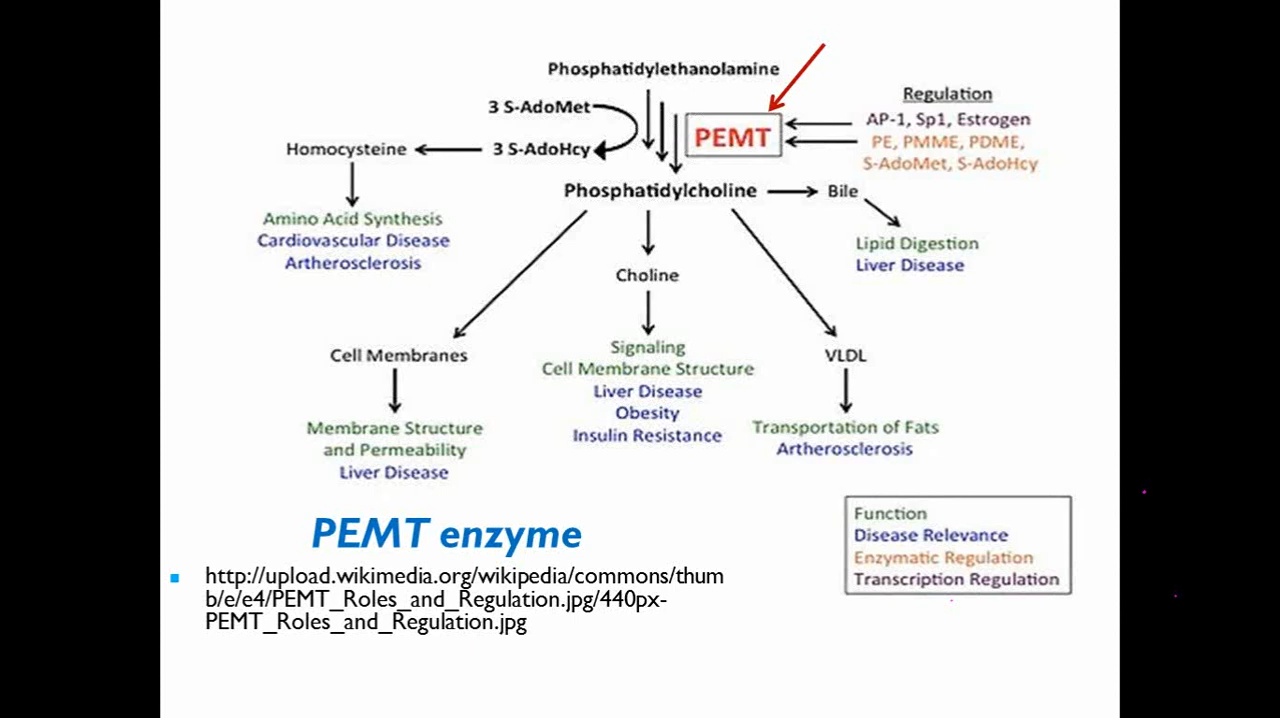 Phosphatidylethanolamine
3 S-AdoMet
PEMT
Regulation
AP-1, Sp1, Estrogen
PE, PMME, PDME,
S-AdoMet, S-AdoHcy
Homocysteine
3 S-AdoHcy
Phosphatidylcholine
Bile
Amino Acid Synthesis
Cardiovascular Disease
Artherosclerosis
Lipid Digestion
Liver Disease
Choline
Cell Membranes
Signaling
Cell Membrane Structure
Liver Disease
Obesity
Insulin Resistance
VLDL
Membrane Structure
and Permeability
Liver Disease
Transportation of Fats
Artherosclerosis
Function
Disease Relevance
Enzymatic Regulation
Transcription Regulation
PEMT enzyme
http://upload.wikimedia.org/wikipedia/commons/thum
b/e/e4/PEMT_Roles_and_Regulation.jpg/440px-
PEMT_Roles_and_Regulation.jpg